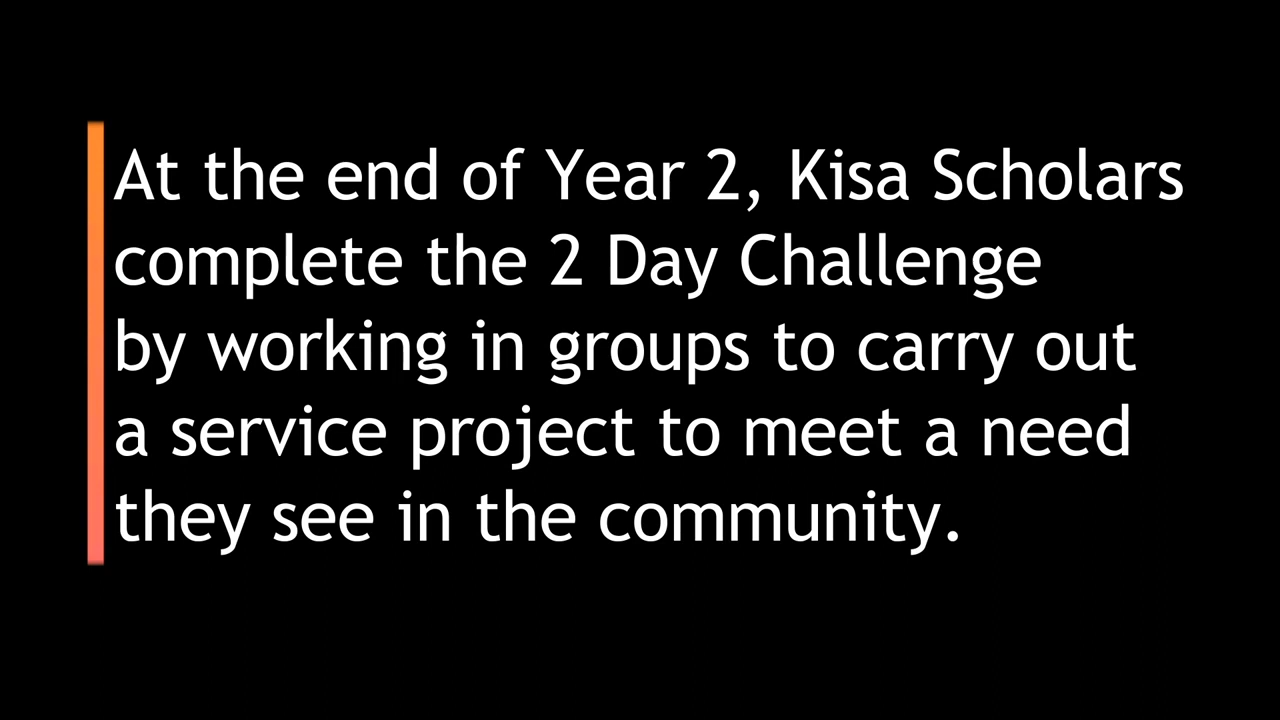 At the end of Year 2, Kisa Scholars
complete the 2 Day Challenge
by working in groups to carry out
a service project to meet a need
they see in the community.